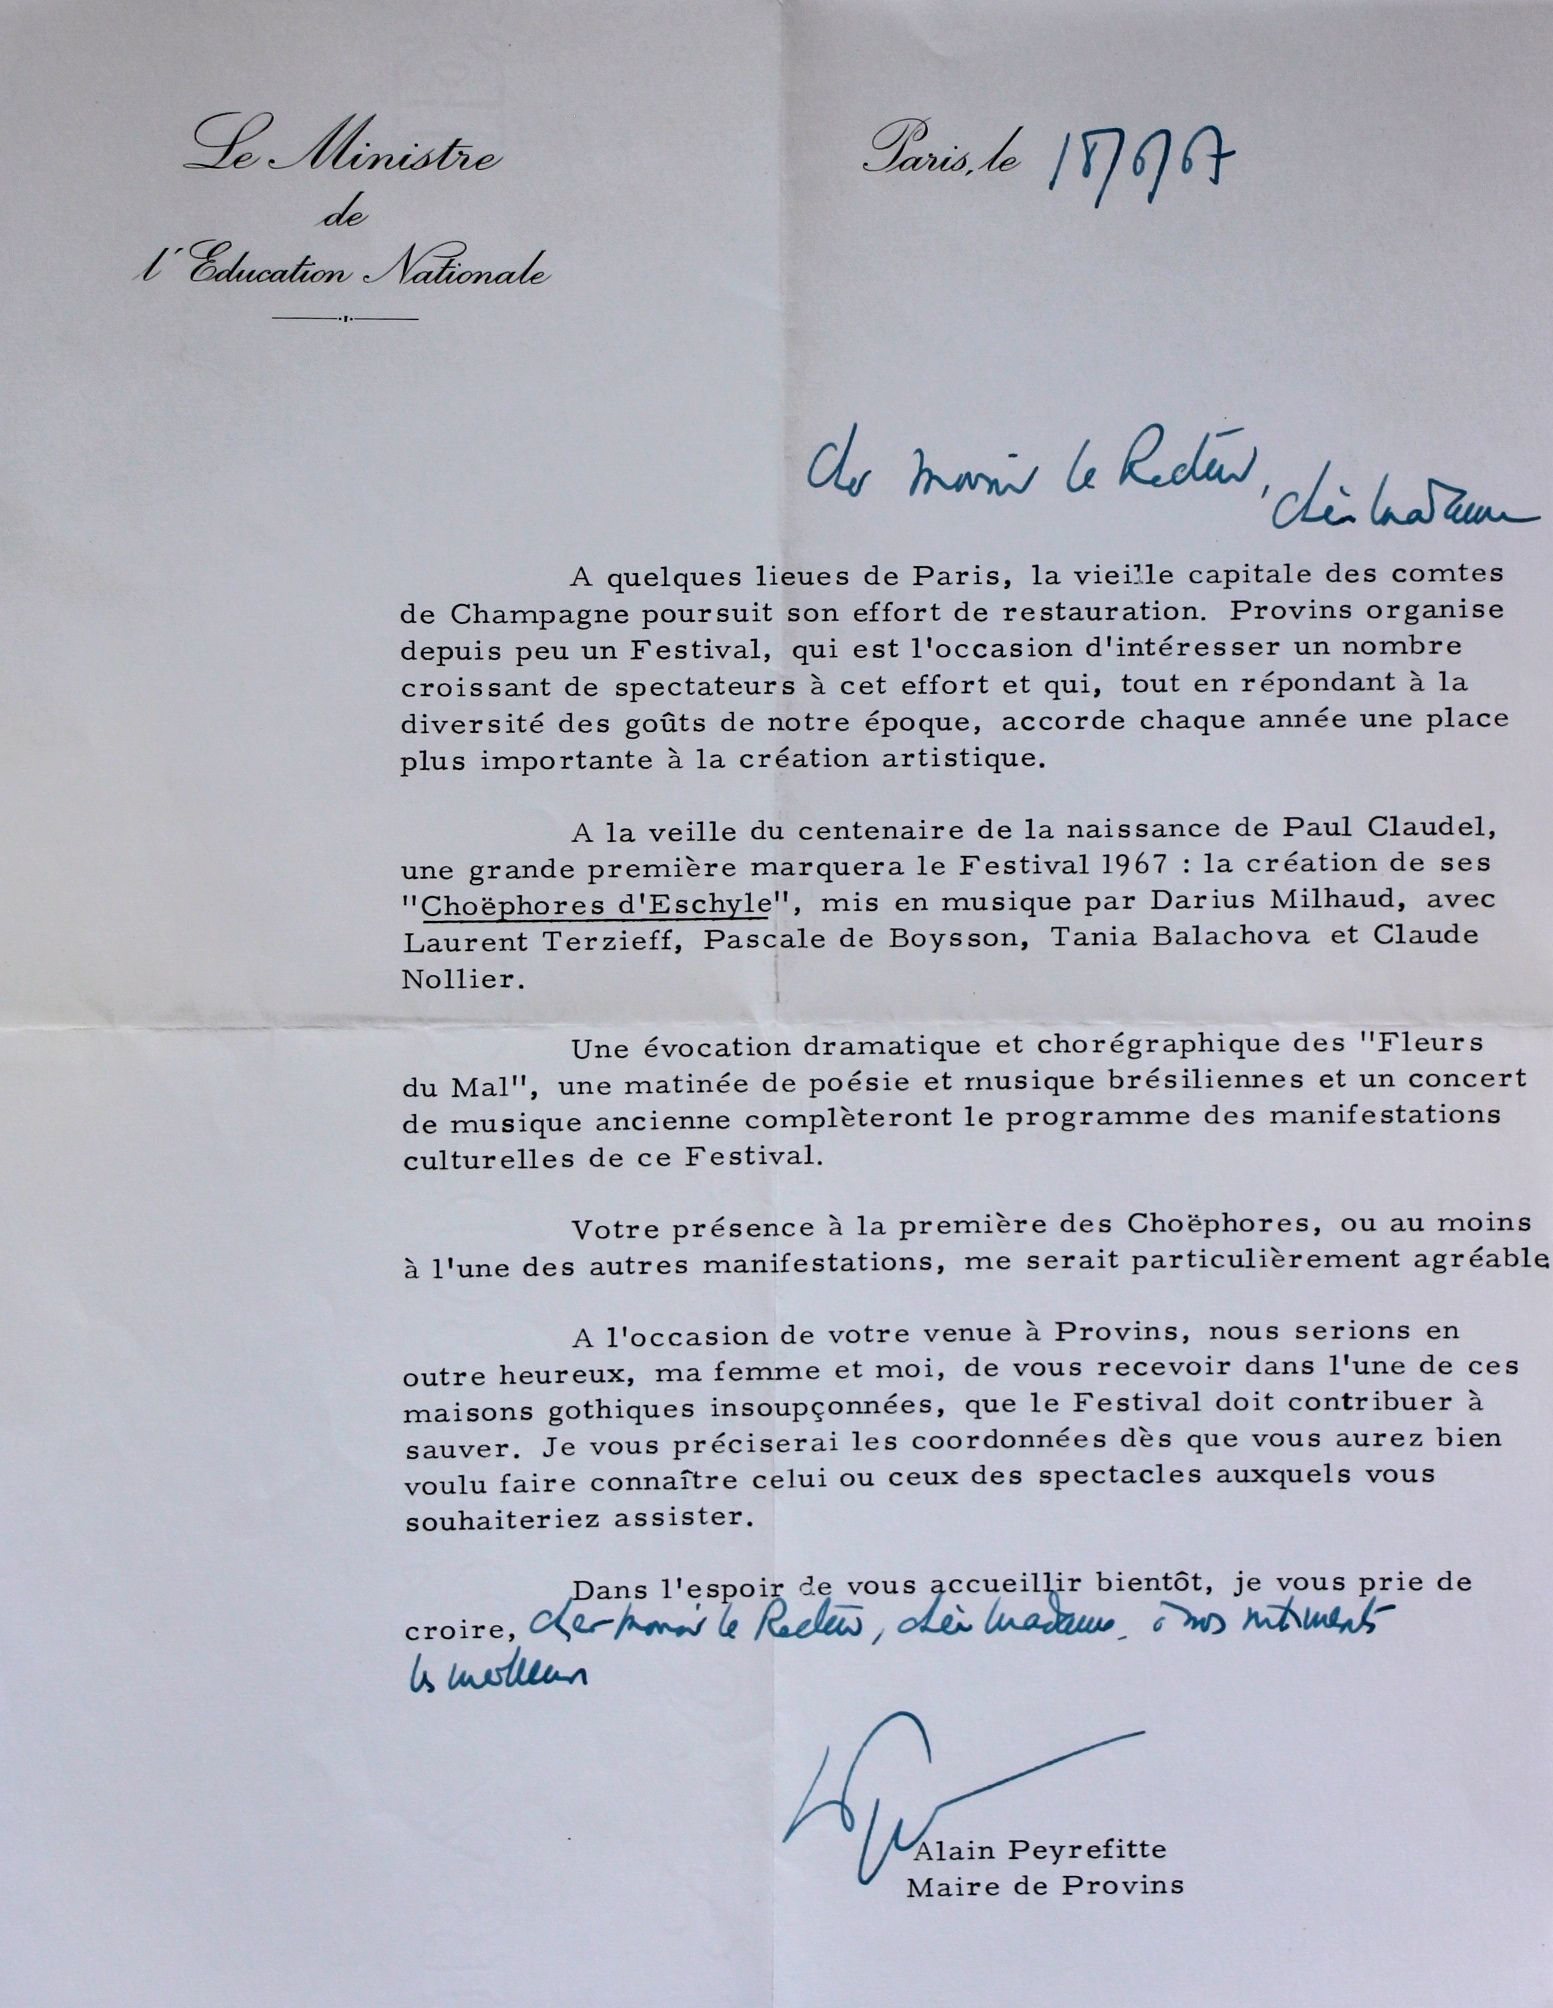 Le Ministre
de
l'Education Nationale
Paris, le 18/6/67
Cher Monsieur le Recteur,
chère Madame
A quelques lieues de Paris, la vieille capitale des comtes
de Champagne poursuit son effort de restauration. Provins organise
depuis peu un Festival, qui est l'occasion d'intéresser un nombre
croissant de spectateurs à cet effort et qui, tout en répondant à la
diversité des goûts de notre époque, accorde chaque année une place
plus importante à la création artistique.
A la veille du centenaire de la naissance de Paul Claudel,
une grande première marquera le Festival 1967 : la création de ses
"Choëphores d'Eschyle", mis en musique par Darius Milhaud, avec
Laurent Terzieff, Pascale de Boysson, Tania Balachova et Claude
Nollier.
Une évocation dramatique et chorégraphique des "Fleurs
du Mal", une matinée de poésie et musique brésiliennes et un concert
de musique ancienne complèteront le programme des manifestations
culturelles de ce Festival.
Votre présence à la première des Choëphores, ou au moins
à l'une des autres manifestations, me serait particulièrement agréable
A l'occasion de votre venue à Provins, nous serions en
outre heureux, ma femme et moi, de vous recevoir dans l'une de ces
maisons gothiques insoupçonnées, que le Festival doit contribuer à
sauver. Je vous préciserai les coordonnées dès que vous aurez bien
voulu faire connaître celui ou ceux des spectacles auxquels vous
souhaiteriez assister.
Dans l'espoir de vous accueillir bientôt, je vous prie de
croire, cher Monsieur le Recteur, chère Madame, à nos sentiments
les meilleurs
Alain Peyrefitte
Maire de Provins